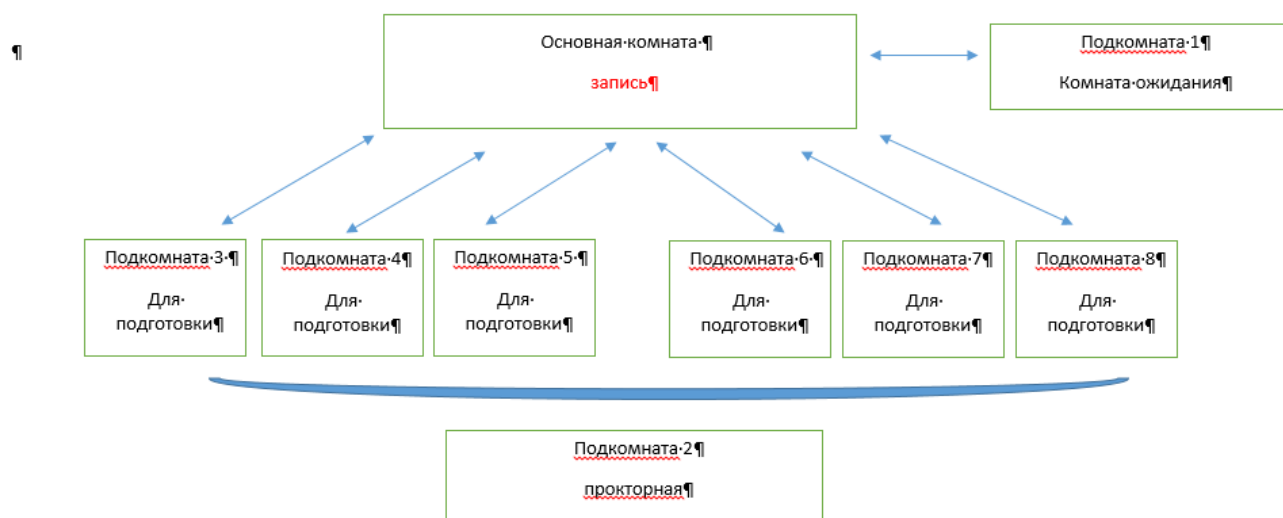 ¶
Основная·комната·¶
запись¶
Подкомната·1¶
Комната·ожидания¶
Подкомната·3·¶
Для·
подготовки¶
Подкомната·4¶
Для·
подготовки¶
Подкомната·5·¶
Для·
подготовки¶
Подкомната·6·¶
Для·
подготовки¶
Подкомната·7¶
Для·
подготовки¶
Подкомната·8¶
Для·
подготовки¶
Подкомната·2¶
прокторная¶